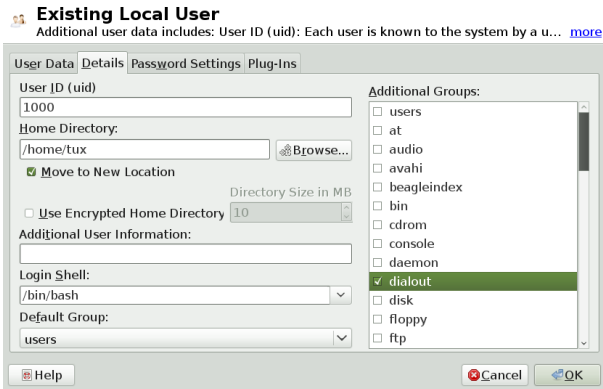 Existing Local User
Additional user data includes: User ID (uid): Each user is known to the system by a u... more
User Data Details Password Settings Plug-Ins
User ID (uid)
1000
Home Directory:
/home/tux Browse...
Move to New Location
Directory Size in MB
Use Encrypted Home Directory 10
Additional User Information:
Login Shell:
/bin/bash
Default Group:
users
Additional Groups:
users
at
audio
avahi
beagleindex
bin
cdrom
console
daemon
dialout
disk
floppy
ftp
Help Cancel OK